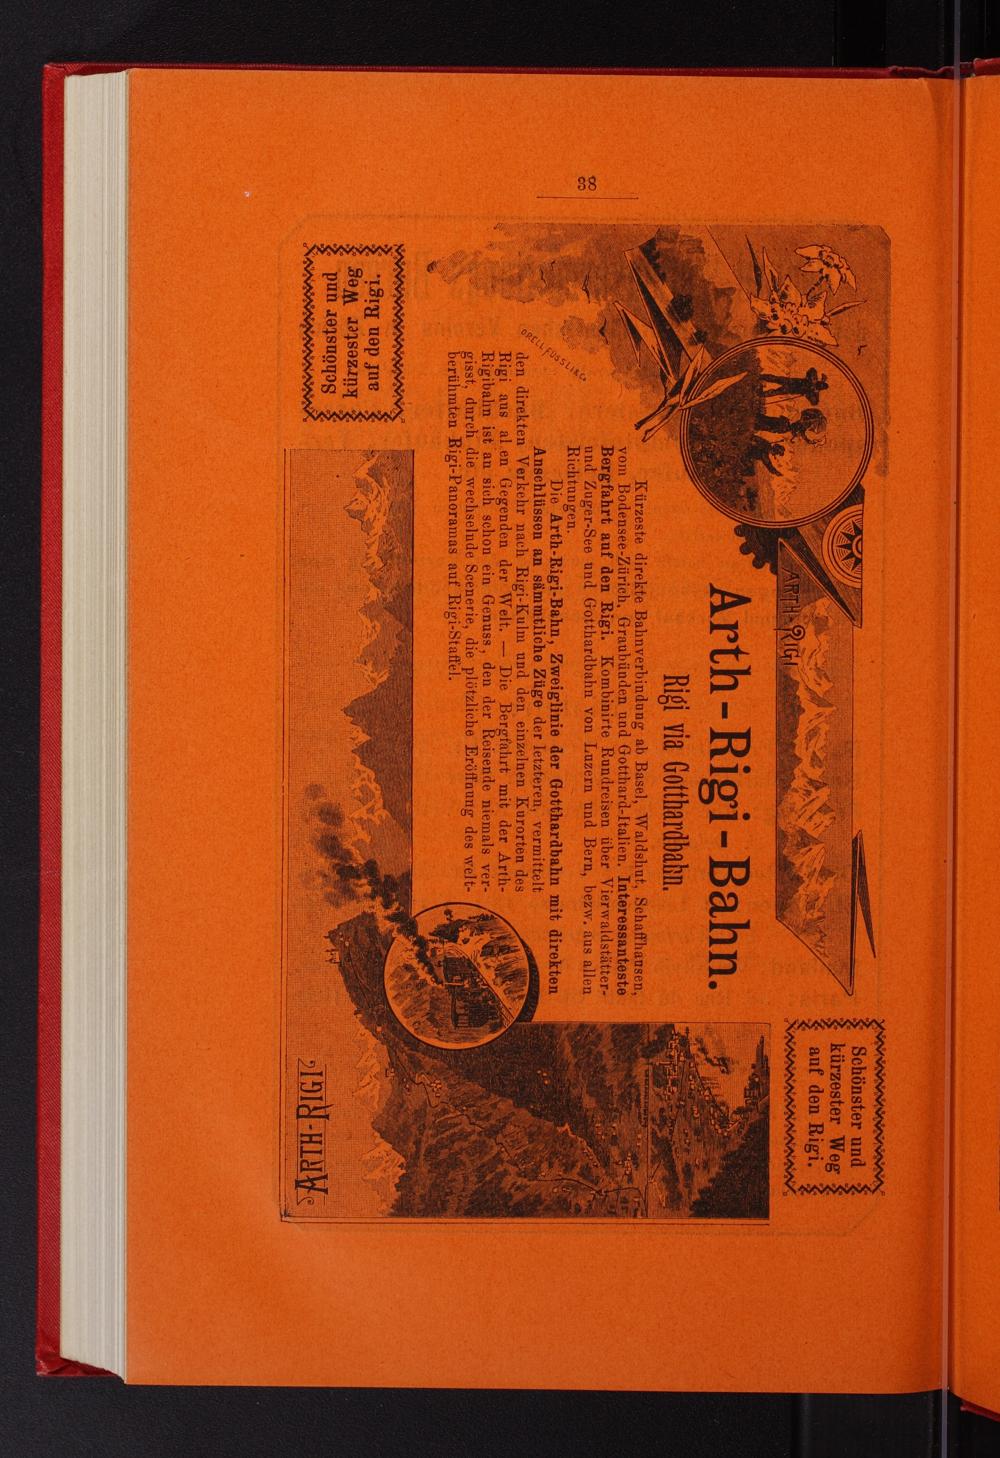 38
Schönster und
kürzester Weg
auf den Rigi.
ARTH RIGI
Arth-Rigi-Bahn.
Rigi via Gotthardbahn.
Kürzeste direkte Bahnverbindung ab Basel, Waldshut, Schaffhausen,
vom Bodensee-Zürich, Graubünden und Gotthard-Italien. Interessanteste
Bergfahrt auf den Rigi. Kombinirte Rundreisen über Vierwaldstätter-
und Zuger-See und Gotthardbahn von Luzern und Bern, bezw. aus allen
Richtungen.
Die Arth-Rigi-Bahn, Zweiglinie der Gotthardbahn mit direkten
Anschlüssen an sämmtliche Züge der letzteren, vermittelt
den direkten Verkehr nach Rigi-Kulm und den einzelnen Kurorten des
Rigi aus al en Gegenden der Welt. — Die Bergfahrt mit der Arth-
Rigibahn ist an sich schon ein Genuss, den der Reisende niemals ver-
gisst, durch die wechselnde Scenerie, die plötzliche Eröffnung des welt-
berühmten Rigi-Panoramas auf Rigi-Staffel.
ORELL FÜSSLI & Co
Schönster und
kürzester Weg
auf den Rigi.
ARTH-RIGI